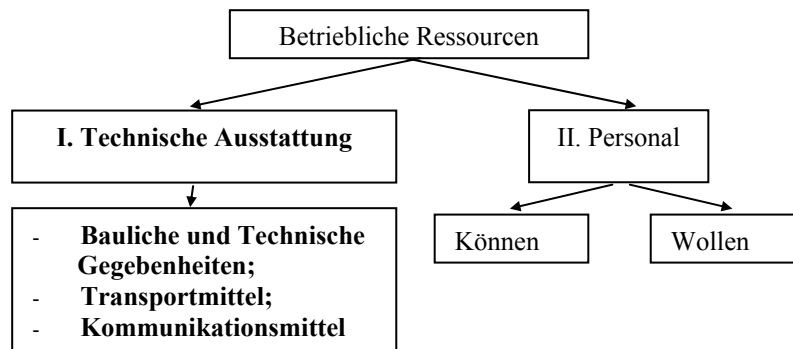 Betriebliche Ressourcen
I. Technische Ausstattung
II. Personal
- Bauliche und Technische
Gegebenheiten;
- Transportmittel;
- Kommunikationsmittel
Können
Wollen